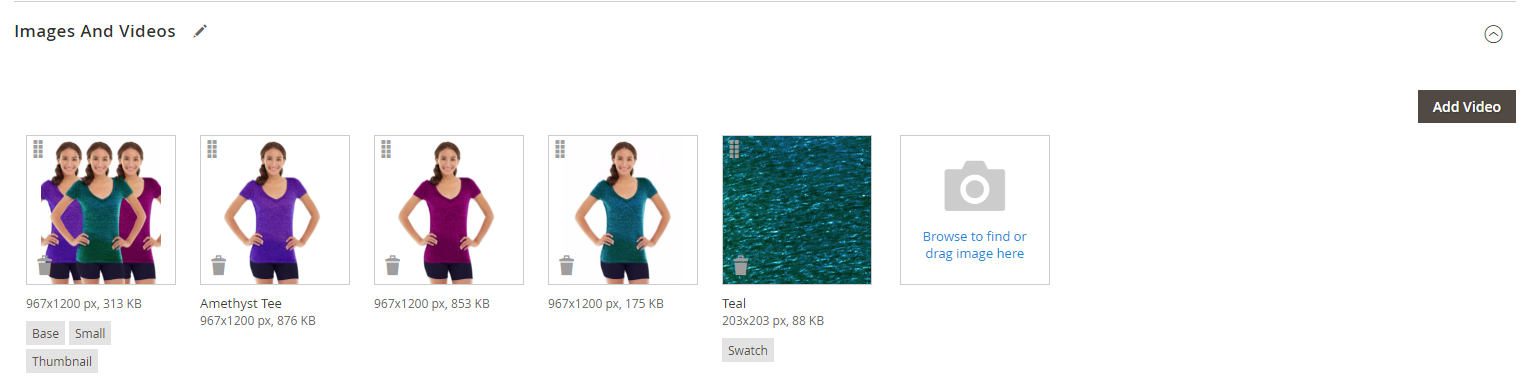 Images And Videos
Add Video
Browse to find or
drag image here
967x1200 px, 313 KB
Base Small
Thumbnail
Amethyst Tee
967x1200 px, 876 KB
967x1200 px, 853 KB
967x1200 px, 175 KB
Teal
203x203 px, 88 KB
Swatch